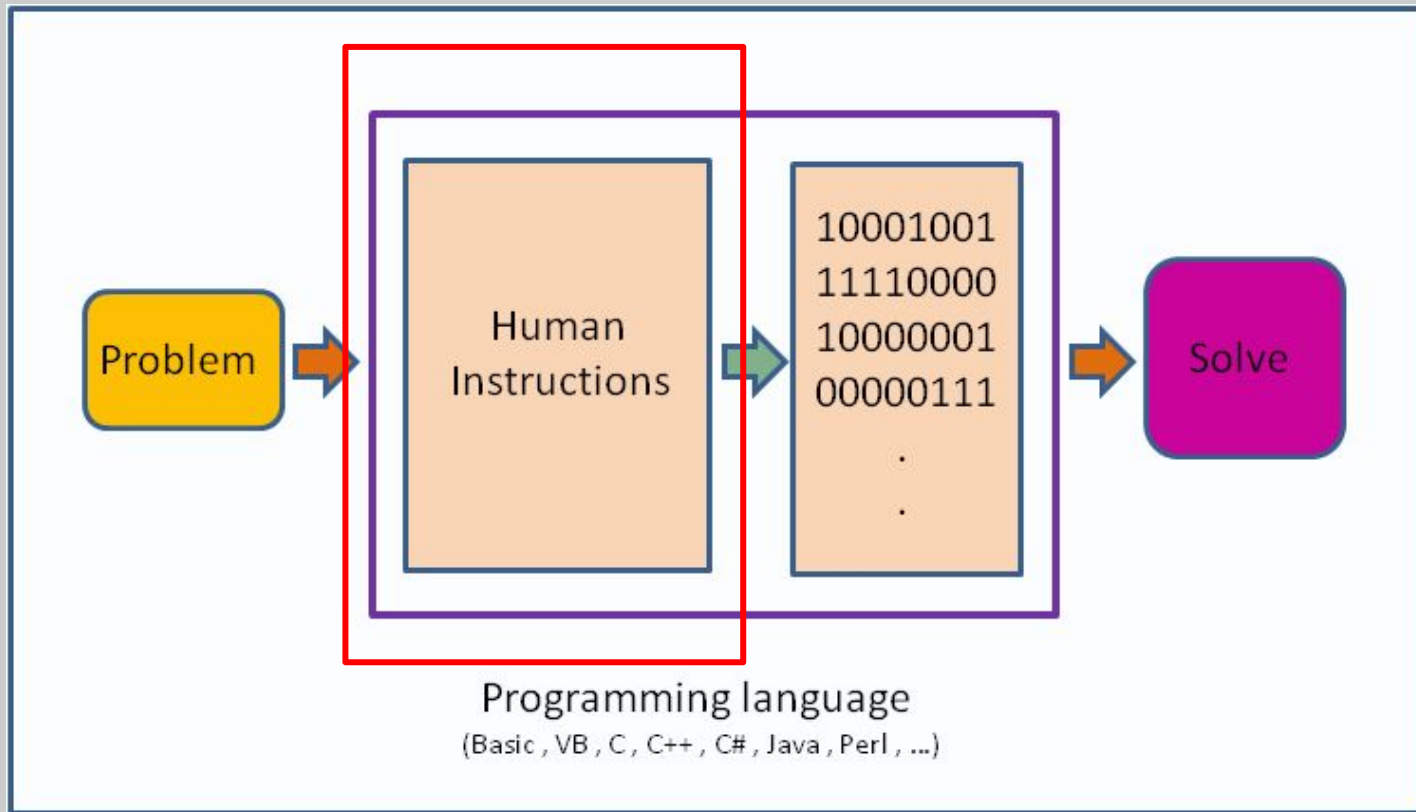 Problem
Human
Instructions
10001001
11110000
10000001
00000111
.
.
Solve
Programming language
(Basic , VB , C , C++ , C# , Java , Perl , ...)